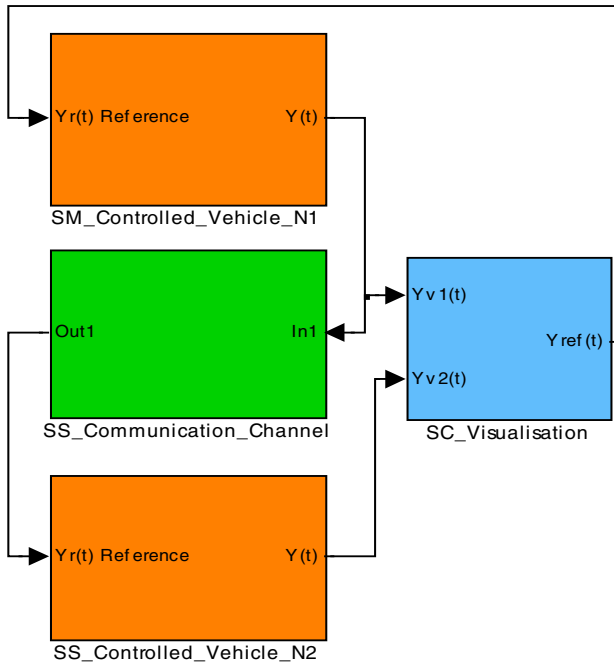 Yr(t) Reference
Y(t)
SM_Controlled_Vehicle_N1
Out1
In1
SS_Communication_Channel
Yv1(t)
Yref(t)
Yv2(t)
SC_Visualisation
Yr(t) Reference
Y(t)
SS_Controlled_Vehicle_N2